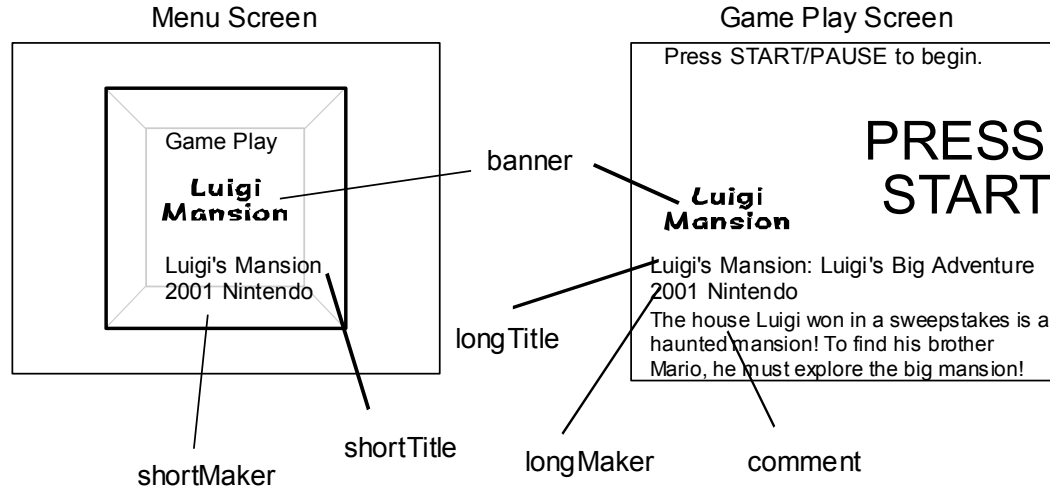 Menu Screen
Game Play Screen
Game Play
Luigi
Mansion
Luigi's Mansion
2001 Nintendo
banner
shortTitle
shortMaker
Press START/PAUSE to begin.
PRESS
START
Luigi
Mansion
Luigi's Mansion: Luigi's Big Adventure
2001 Nintendo
The house Luigi won in a sweepstakes is a
haunted mansion! To find his brother
Mario, he must explore the big mansion!
longTitle
longMaker
comment